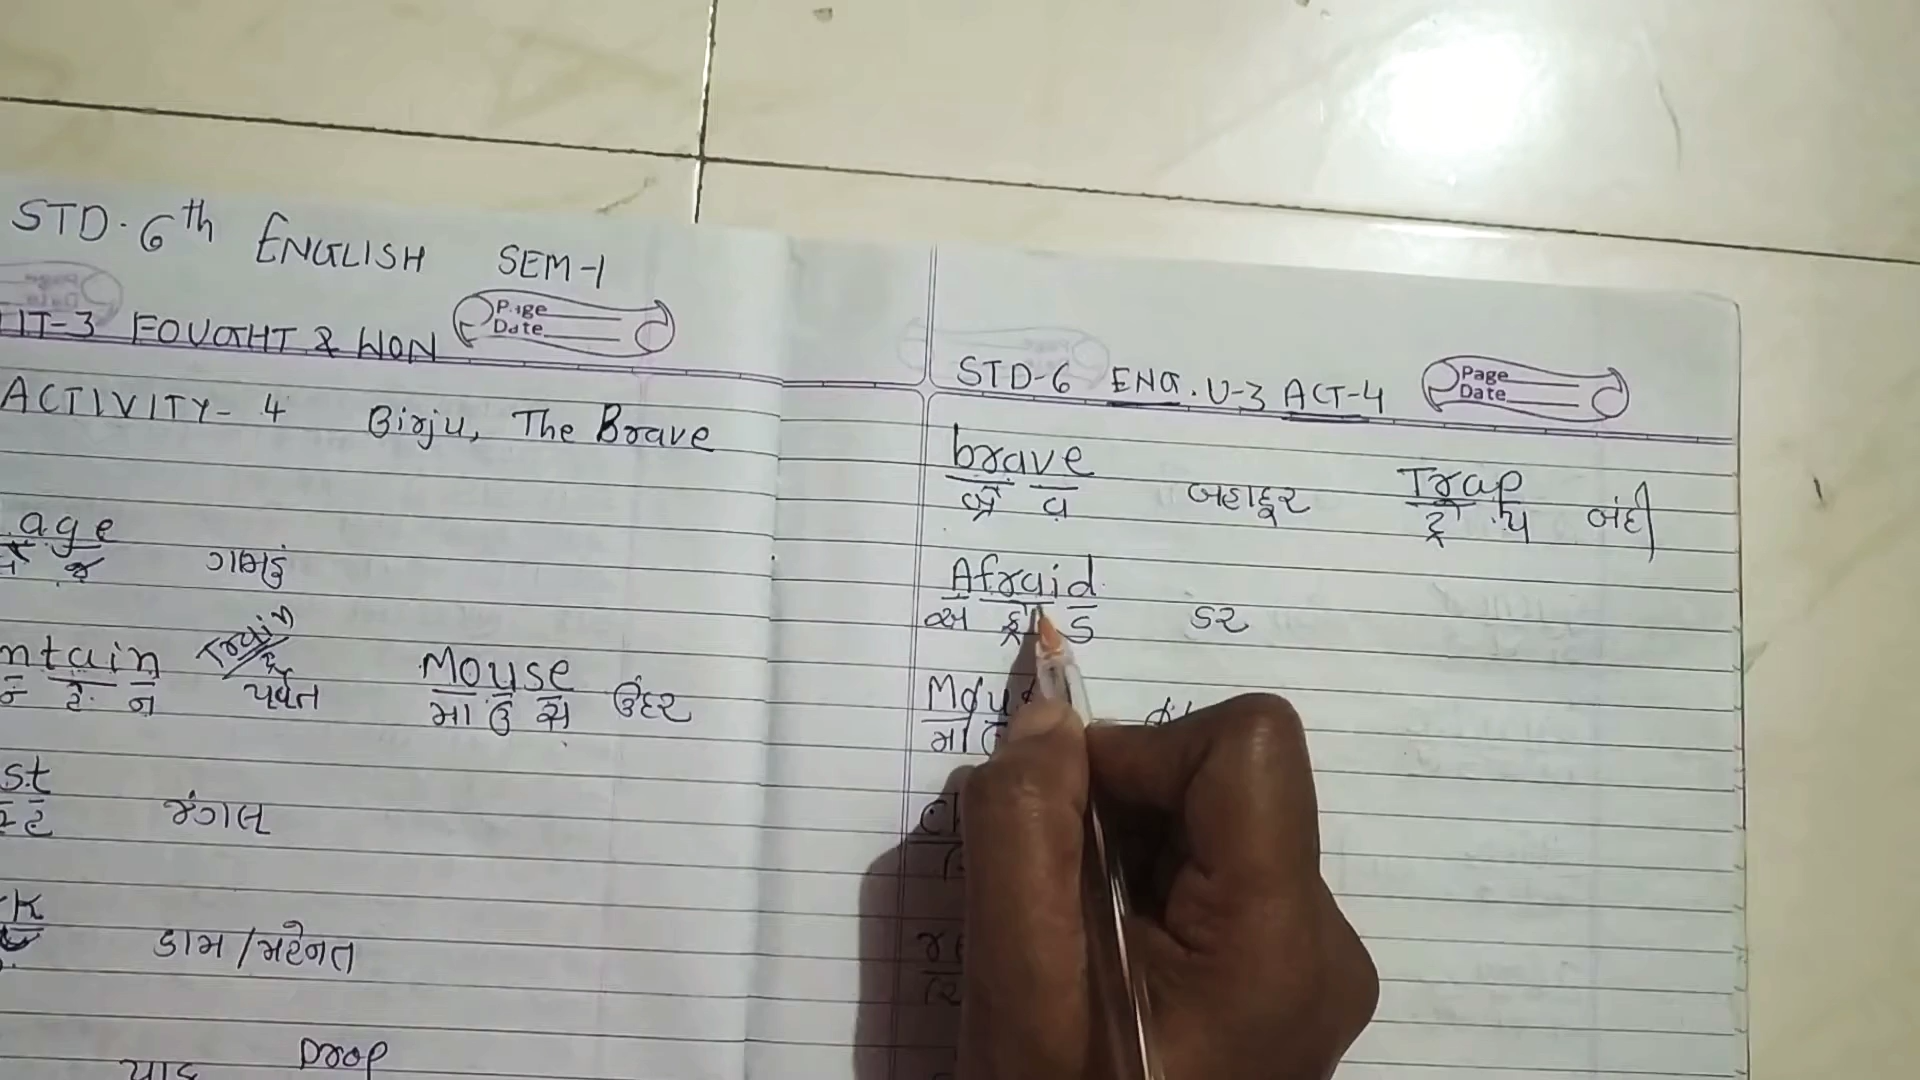 STD. 6th ENGLISH SEM-1
Page
Date
IT-3 FOUGHT & WON
ACTIVITY- 4 Birju, The Brave
age ગામડું
ntain Train પર્વત Mouse ઉંદર
ન ટે ન મા ઉ સ
st જંગલ
k કામ/મહેનત
Drop
યાદ
STD-6 ENG. U-3 ACT-4
Page
Date
brave બહાદૂર Trap
બ્રે વ ટ્રે પ
Afraid ડર
અ ફ્રે ડ
Mou
મા ઉ